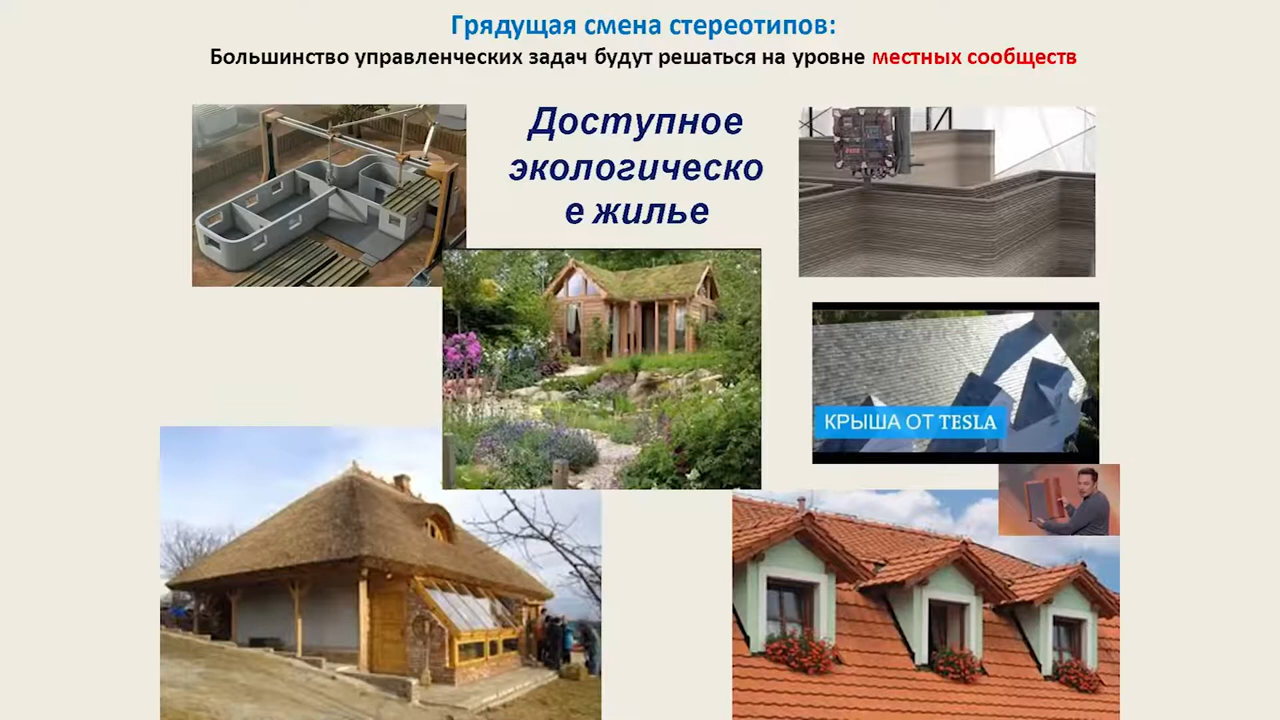 Грядущая смена стереотипов:
Большинство управленческих задач будут решаться на уровне местных сообществ
Доступное
экологическо
е жилье
КРЫША ОТ TESLA